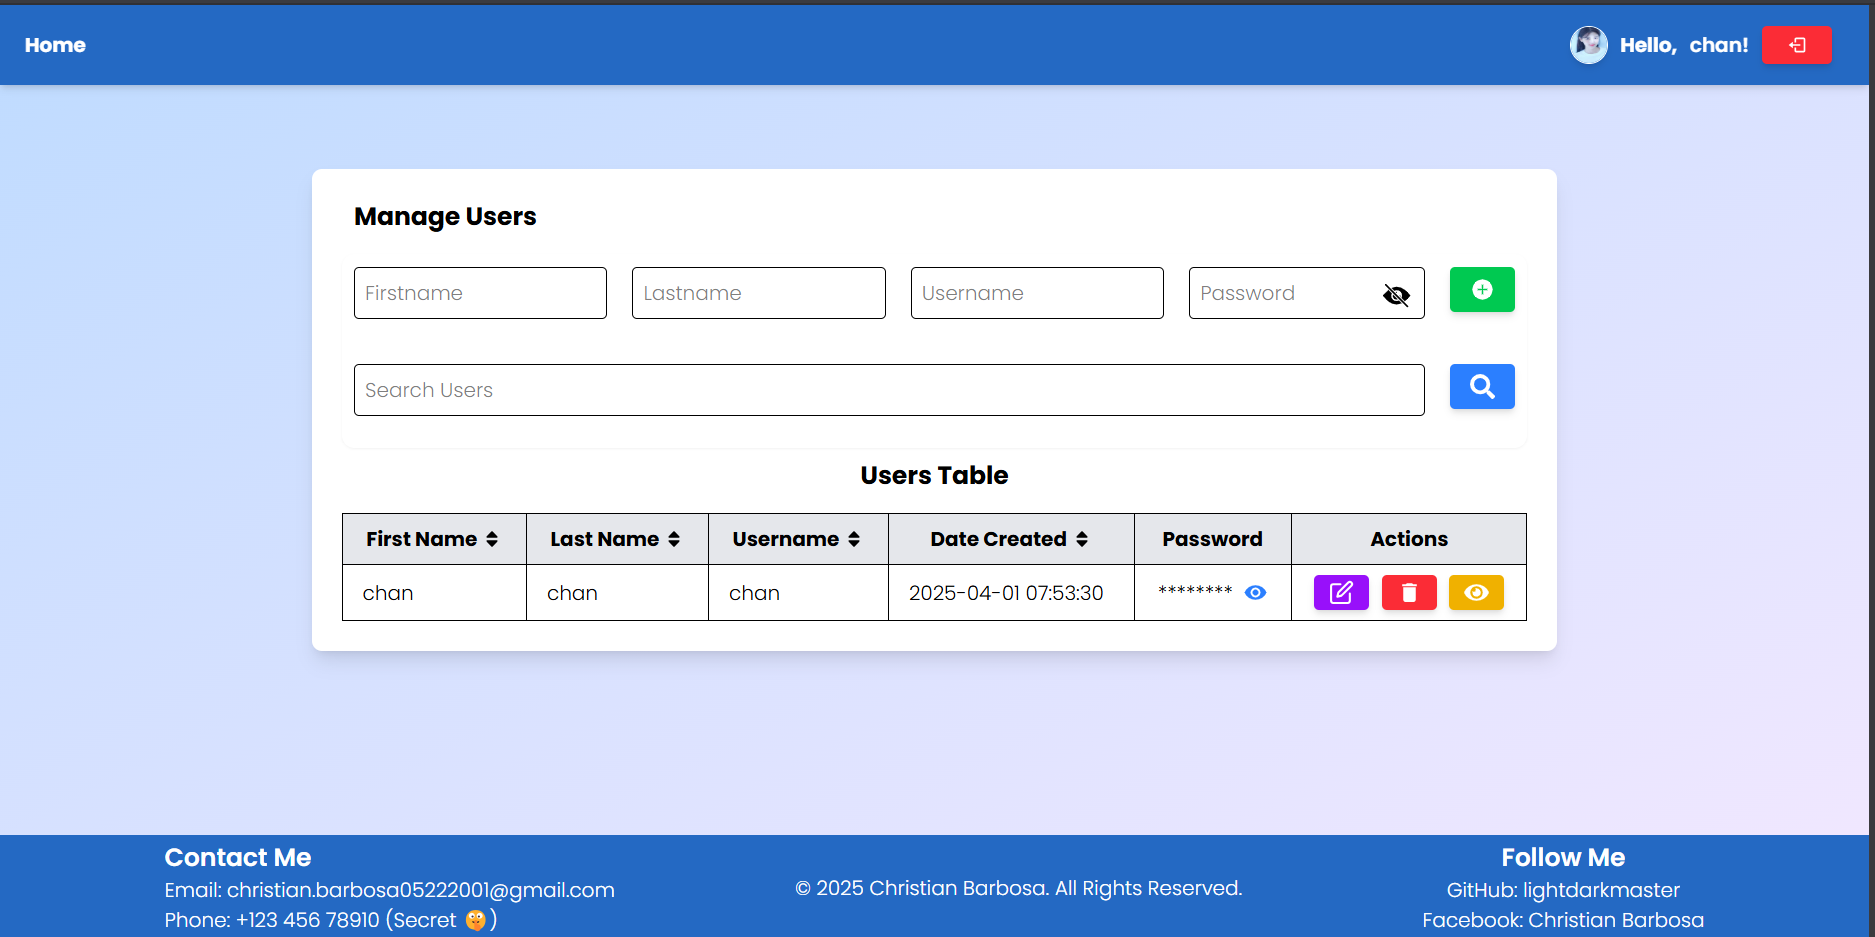 Home
Hello, chan!
Manage Users
Firstname Lastname Username Password
Search Users
Users Table
First Name Last Name Username Date Created Password Actions
chan chan chan 2025-04-01 07:53:30 ********
Contact Me
Email: christian.barbosa05222001@gmail.com
Phone: +123 456 78910 (Secret 🤫)
© 2025 Christian Barbosa. All Rights Reserved.
Follow Me
GitHub: lightdarkmaster
Facebook: Christian Barbosa